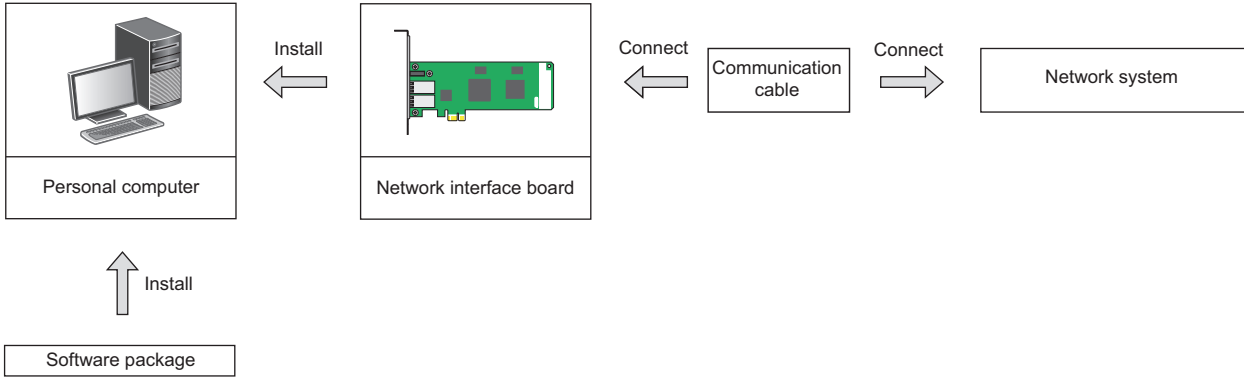 Install
Connect
Communication
cable
Connect
Network system
Personal computer
Network interface board
Install
Software package